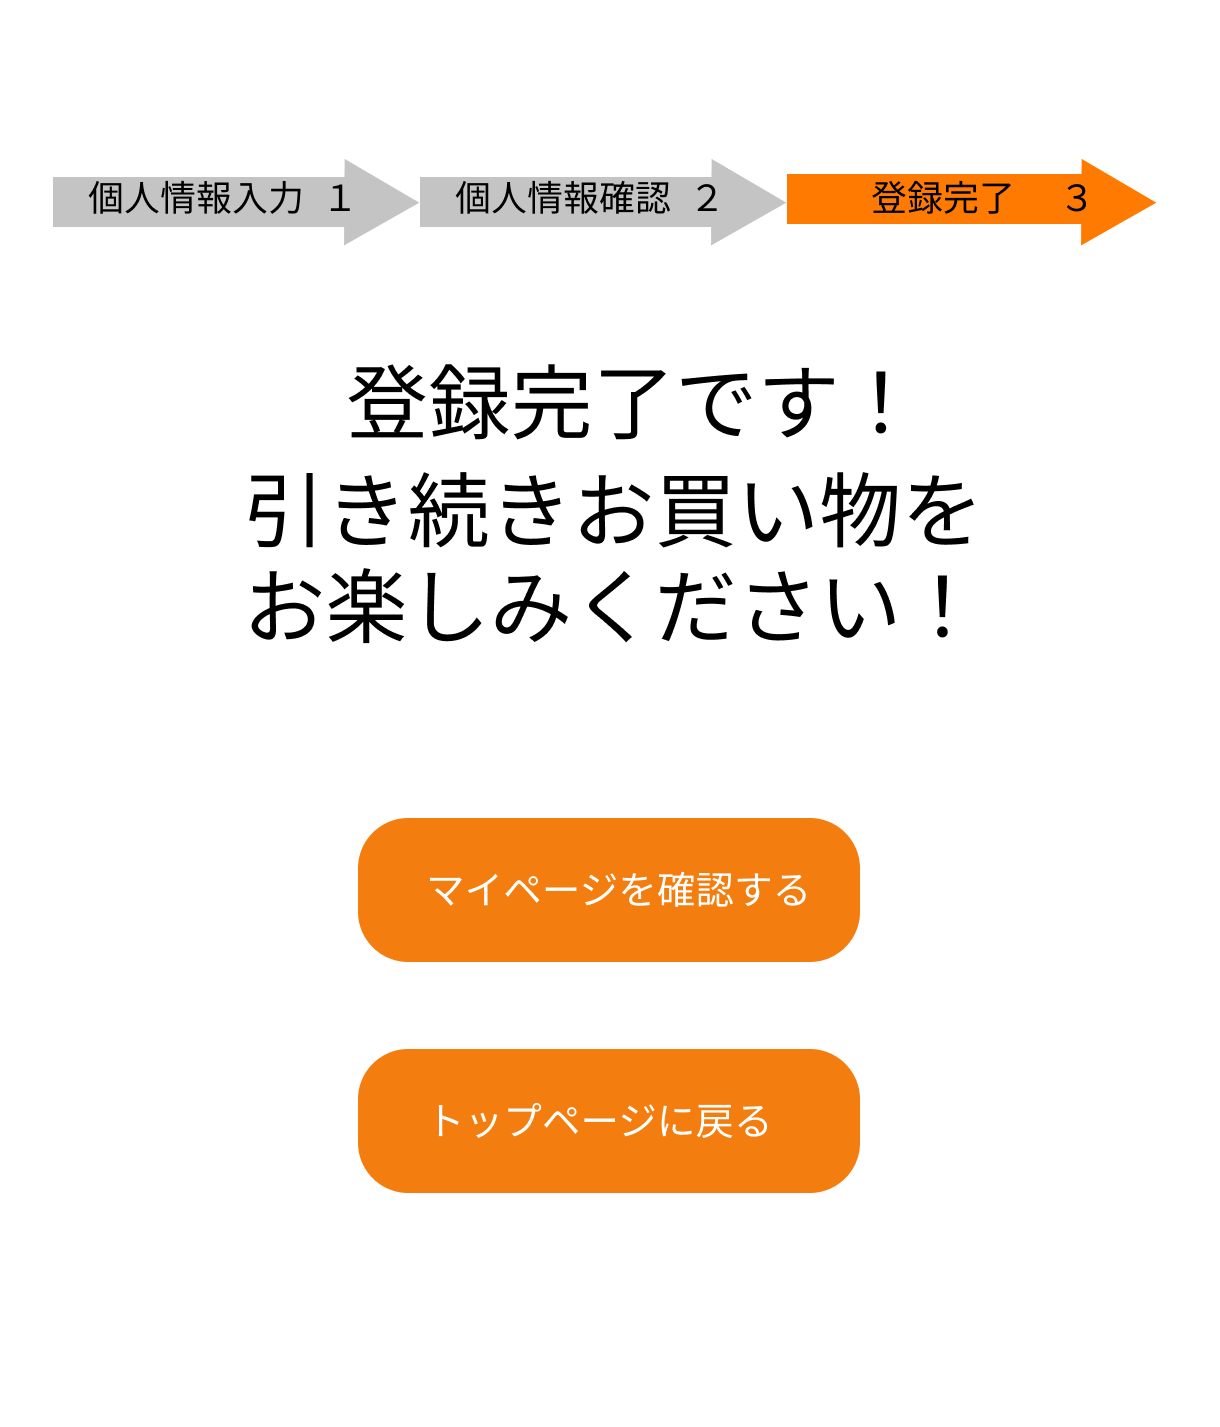 個人情報入力 １
個人情報確認 ２
登録完了 ３
登録完了です！
引き続きお買い物を
お楽しみください！
マイページを確認する
トップページに戻る